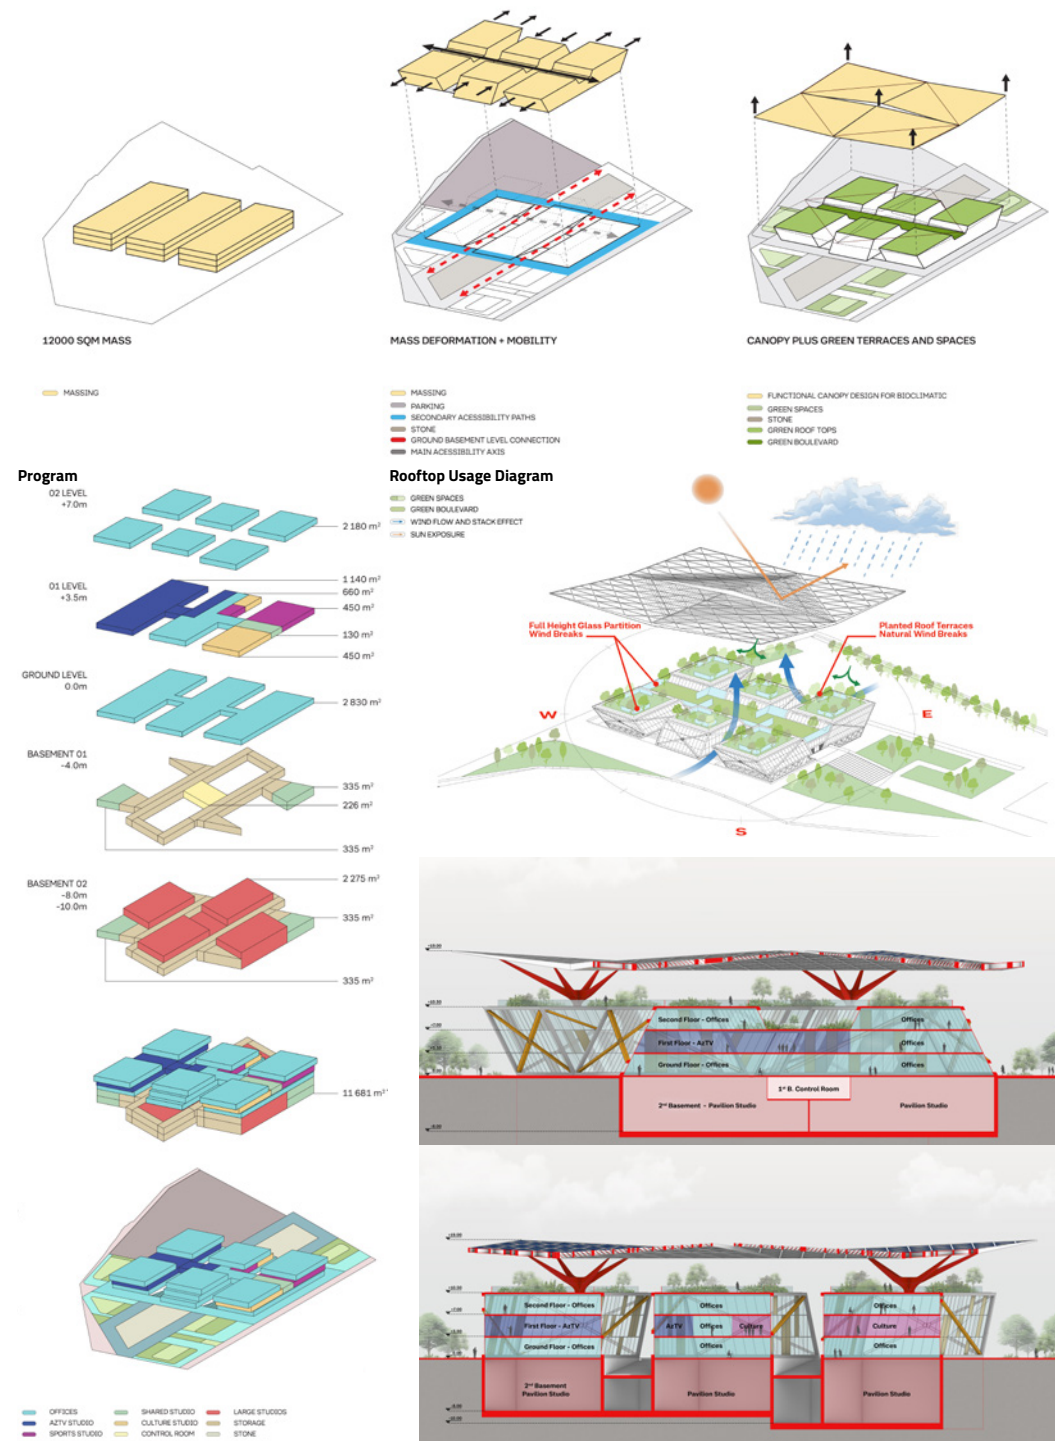 12000 SQM MASS
MASS DEFORMATION + MOBILITY
CANOPY PLUS GREEN TERRACES AND SPACES
MASSING
MASSING
PARKING
SECONDARY ACESSIBILITY PATHS
STONE
GROUND BASEMENT LEVEL CONNECTION
MAIN ACESSIBILITY AXIS
FUNCTIONAL CANOPY DESIGN FOR BIOCLIMATIC
GREEN SPACES
STONE
GRREN ROOF TOPS
GREEN BOULEVARD
Program
02 LEVEL
+7.0m
2 180 m²
01 LEVEL
+3.5m
1 140 m²
660 m²
450 m²
130 m²
450 m²
GROUND LEVEL
0.0m
2 830 m²
BASEMENT 01
-4.0m
335 m²
226 m²
335 m²
BASEMENT 02
-8.0m
-10.0m
2 275 m²
335 m²
335 m²
11 681 m²
OFFICES
AZTV STUDIO
SPORTS STUDIO
SHARED STUDIO
CULTURE STUDIO
CONTROL ROOM
LARGE STUDIOS
STORAGE
STONE
Rooftop Usage Diagram
GREEN SPACES
GREEN BOULEVARD
WIND FLOW AND STACK EFFECT
SUN EXPOSURE
Full Height Glass Partition
Wind Breaks
Planted Roof Terraces
Natural Wind Breaks
W
E
S
Second Floor - Offices
Offices
First Floor - AzTV
Offices
Ground Floor - Offices
Offices
1ˢᵗ B. Control Room
2ⁿᵈ Basement - Pavilion Studio
Pavilion Studio
Second Floor - Offices
Offices
Offices
First Floor - AzTV
AzTV
Offices
Culture
Culture
Ground Floor - Offices
Offices
Offices
2ⁿᵈ Basement
Pavilion Studio
Pavilion Studio
Pavilion Studio